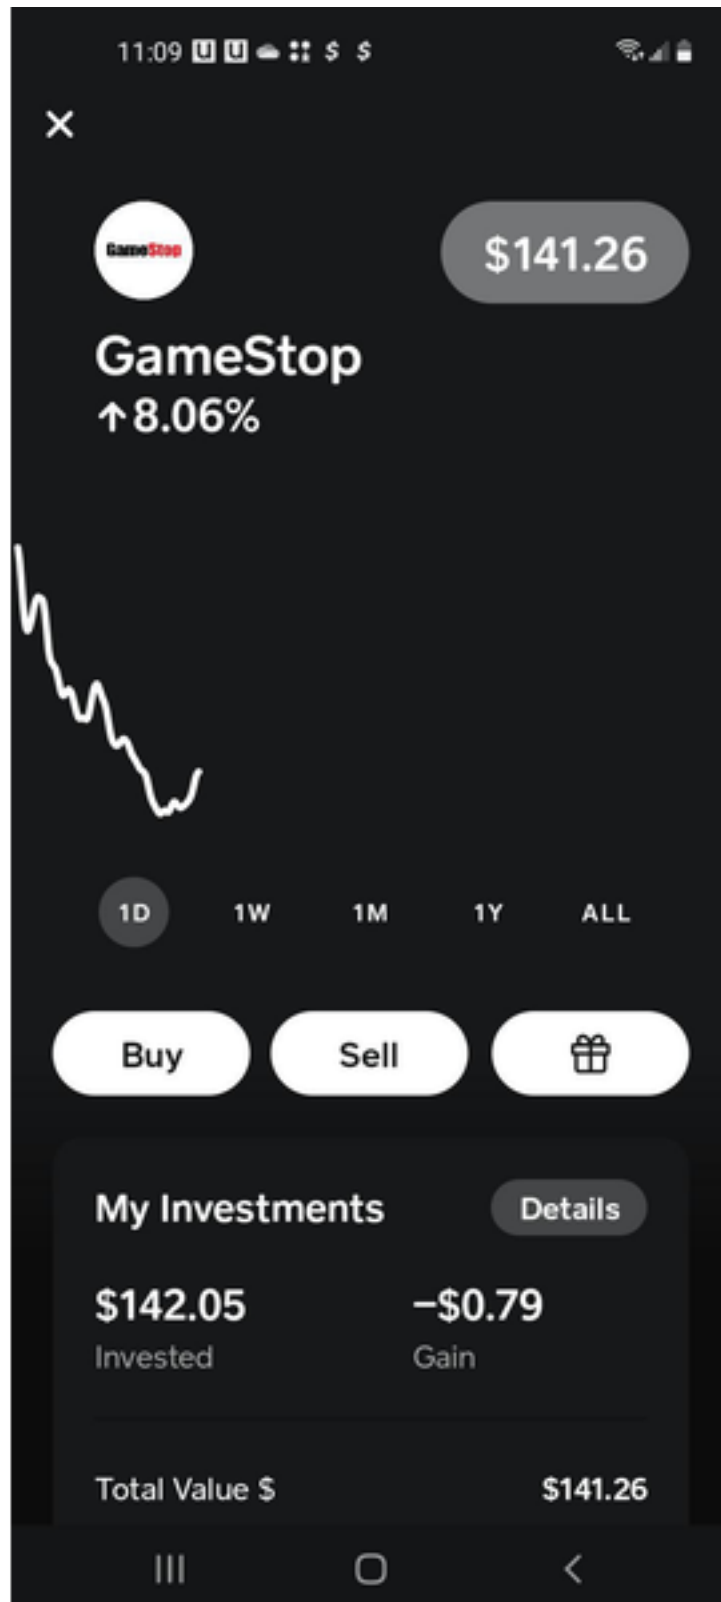 11:09
GameStop
$141.26
GameStop
↑8.06%
1D 1W 1M 1Y ALL
Buy Sell
My Investments Details
$142.05 –$0.79
Invested Gain
Total Value $ $141.26